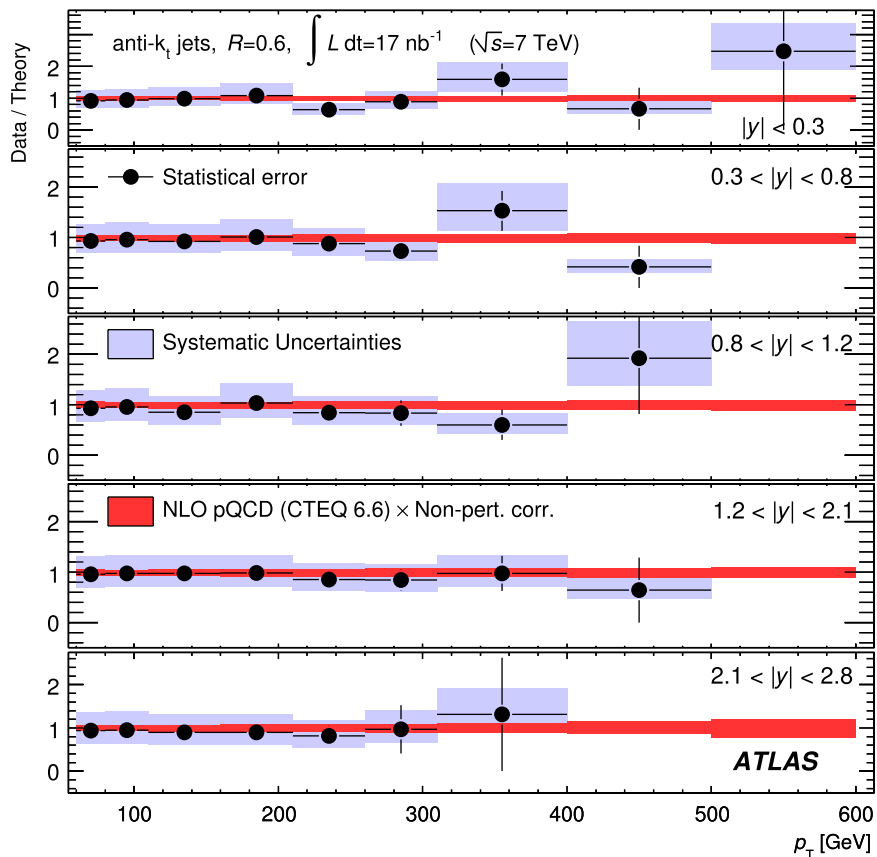 anti-k_t jets, R=0.6, ∫ L dt=17 nb⁻¹ (√s=7 TeV)
Data / Theory
2
1
0
|y| < 0.3
Statistical error
0.3 < |y| < 0.8
2
1
0
Systematic Uncertainties
0.8 < |y| < 1.2
2
1
0
NLO pQCD (CTEQ 6.6) × Non-pert. corr.
1.2 < |y| < 2.1
2
1
0
2.1 < |y| < 2.8
2
1
0
ATLAS
100 200 300 400 500 600
p_T [GeV]